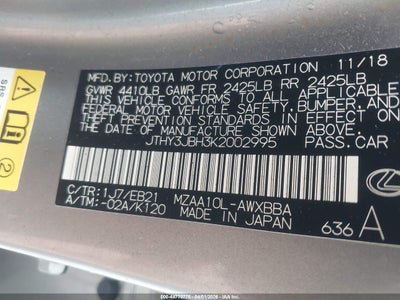 MFD. BY: TOYOTA MOTOR CORPORATION 11/18
GVWR 4410LB GAWR FR 2425LB RR 2425LB
THIS VEHICLE CONFORMS TO ALL APPLICABLE
FEDERAL MOTOR VEHICLE SAFETY, BUMPER, AND
THEFT PREVENTION STANDARDS IN EFFECT ON
THE DATE OF MANUFACTURE SHOWN ABOVE.
JTHY3JBH3K2002995 PASS.CAR
C/TR: 1J7/EB21 MZAA10L-AWXBBA
A/TM: -02A/K120 MADE IN JAPAN
636 A
SRS
2